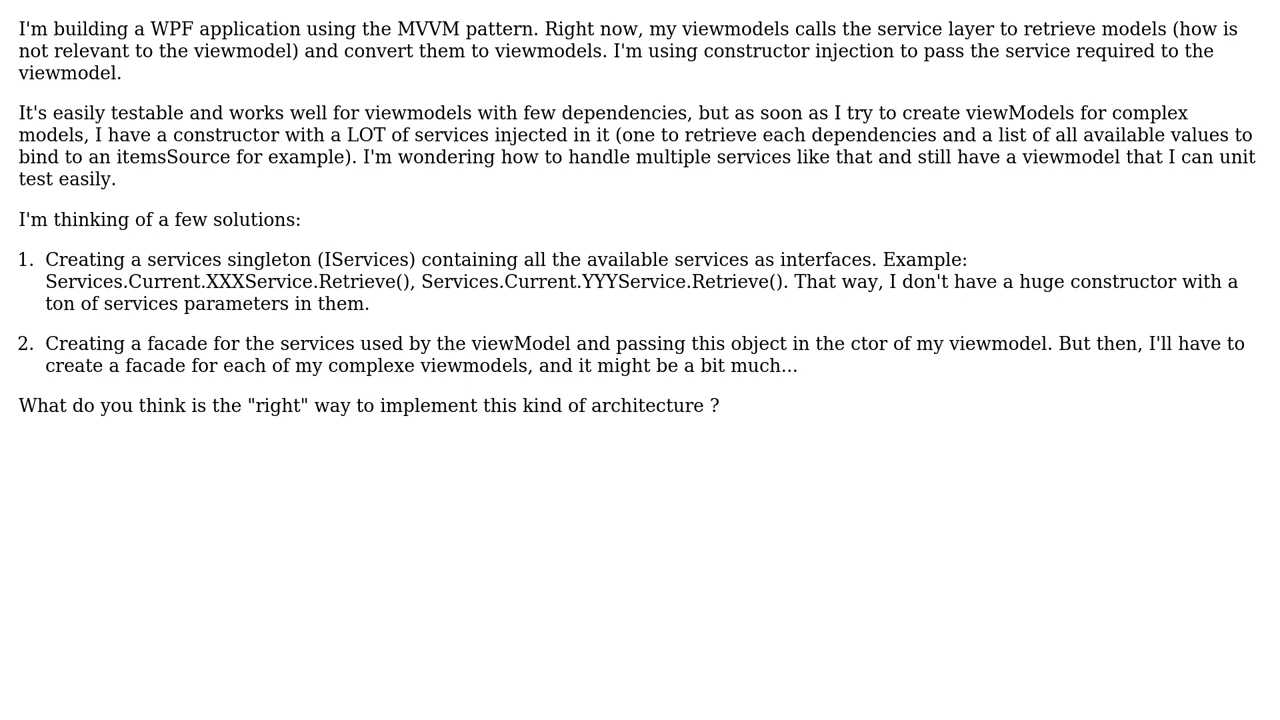 I'm building a WPF application using the MVVM pattern. Right now, my viewmodels calls the service layer to retrieve models (how is
not relevant to the viewmodel) and convert them to viewmodels. I'm using constructor injection to pass the service required to the
viewmodel.
It's easily testable and works well for viewmodels with few dependencies, but as soon as I try to create viewModels for complex
models, I have a constructor with a LOT of services injected in it (one to retrieve each dependencies and a list of all available values to
bind to an itemsSource for example). I'm wondering how to handle multiple services like that and still have a viewmodel that I can unit
test easily.
I'm thinking of a few solutions:
1. Creating a services singleton (IServices) containing all the available services as interfaces. Example:
Services.Current.XXXService.Retrieve(), Services.Current.YYYService.Retrieve(). That way, I don't have a huge constructor with a
ton of services parameters in them.
2. Creating a facade for the services used by the viewModel and passing this object in the ctor of my viewmodel. But then, I'll have to
create a facade for each of my complexe viewmodels, and it might be a bit much...
What do you think is the "right" way to implement this kind of architecture ?